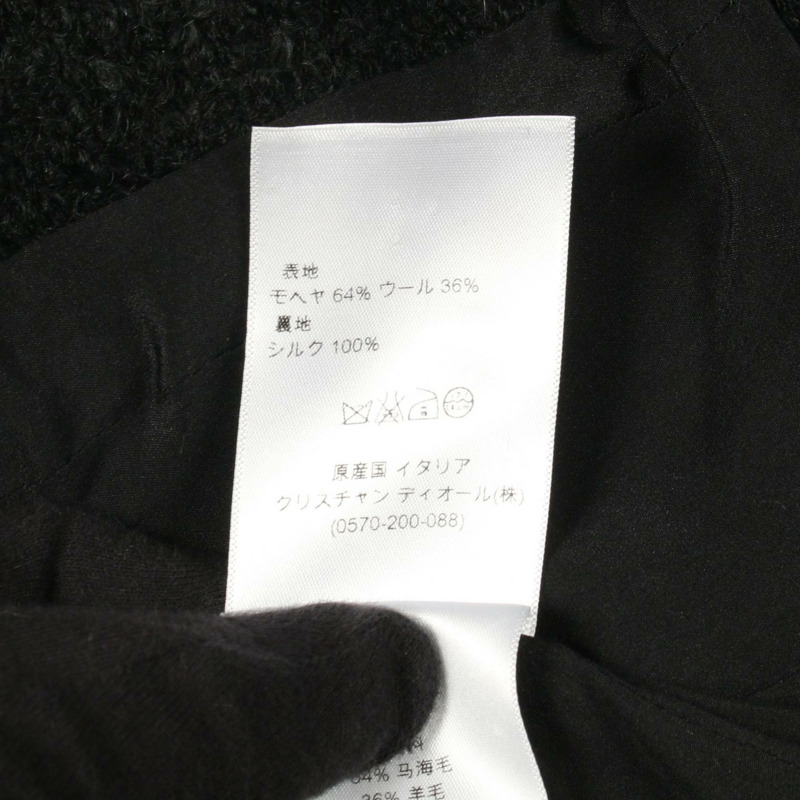 表地
モヘヤ 64% ウール 36%
裏地
シルク 100%
原産国 イタリア
クリスチャン ディオール(株)
(0570-200-088)
64% 马海毛
36% 羊毛